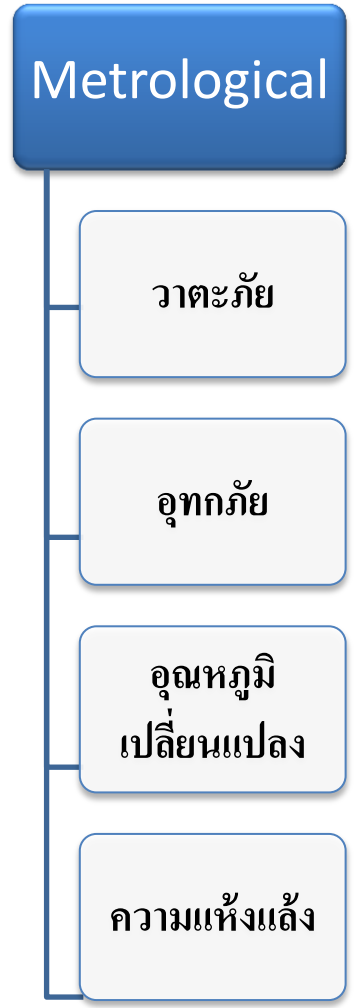 Metrological
วาตะภัย
อุทกภัย
อุณหภูมิ
เปลี่ยนแปลง
ความแห้งแล้ง